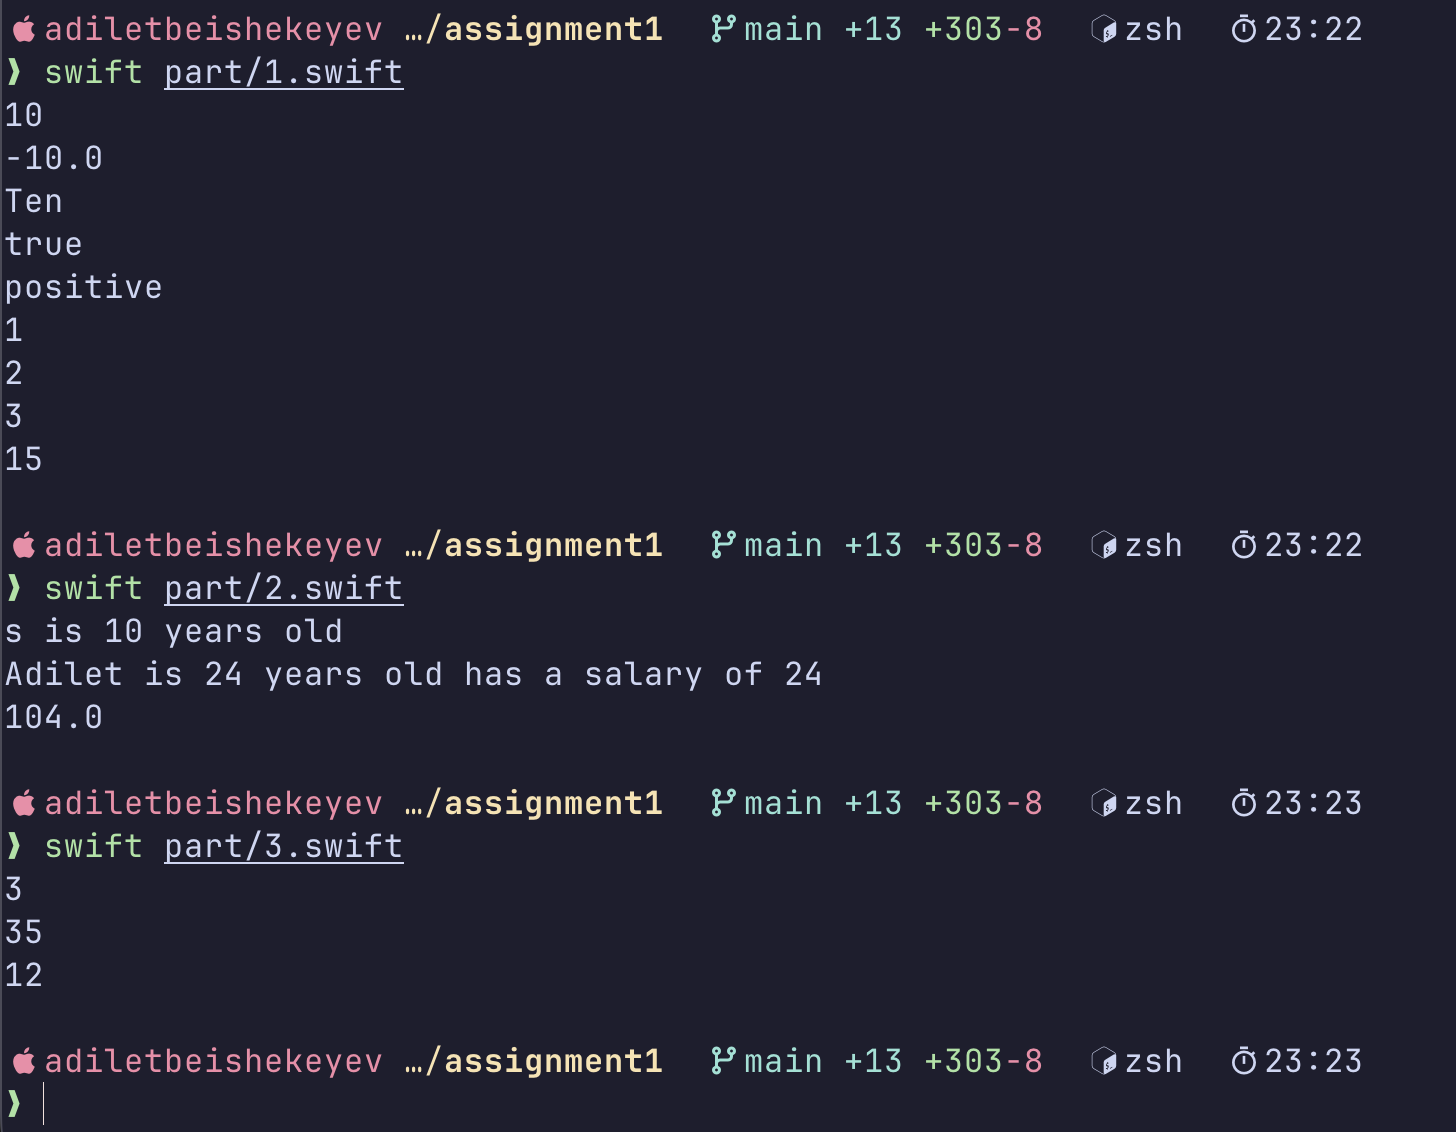 adiletbeishekeyev …/assignment1 main +13 +303-8 zsh 23:22
❯ swift part/1.swift
10
-10.0
Ten
true
positive
1
2
3
15
adiletbeishekeyev …/assignment1 main +13 +303-8 zsh 23:22
❯ swift part/2.swift
s is 10 years old
Adilet is 24 years old has a salary of 24
104.0
adiletbeishekeyev …/assignment1 main +13 +303-8 zsh 23:23
❯ swift part/3.swift
3
35
12
adiletbeishekeyev …/assignment1 main +13 +303-8 zsh 23:23
❯